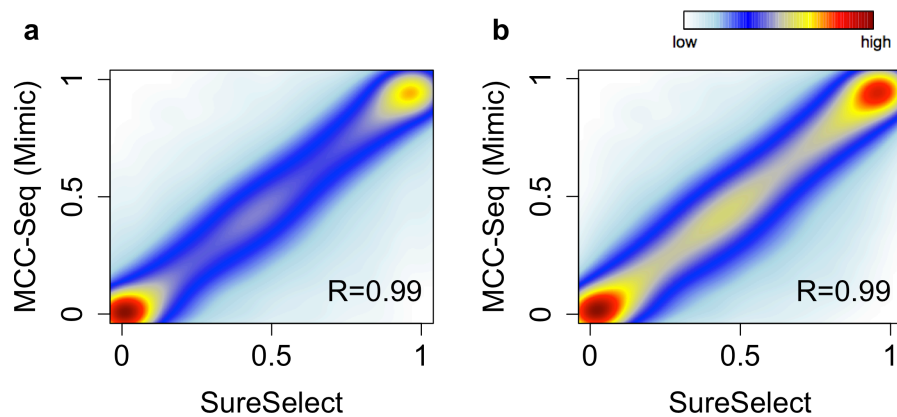 a
b
low high
MCC-Seq (Mimic)
1
0.5
0
R=0.99
0 0.5 1
SureSelect
MCC-Seq (Mimic)
1
0.5
0
R=0.99
0 0.5 1
SureSelect